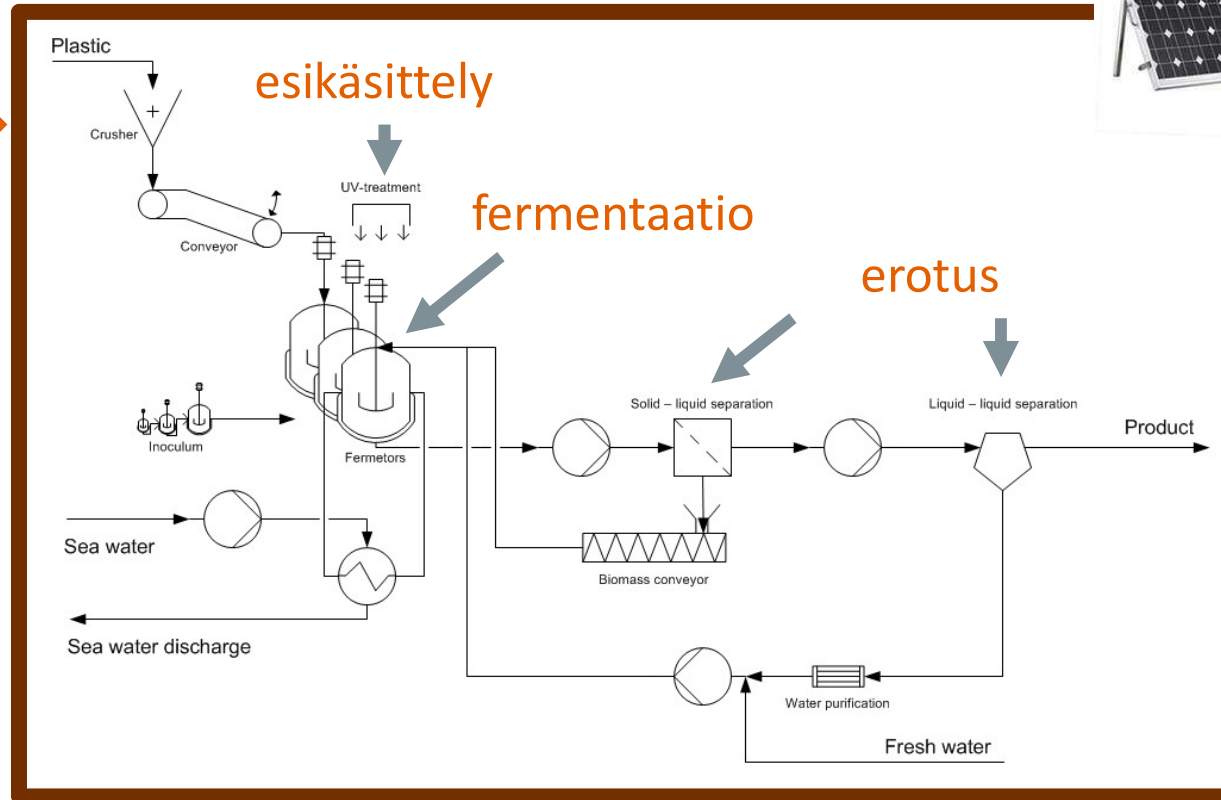 Plastic
esikäsittely
Crusher
UV-treatment
fermentaatio
Conveyor
erotus
Solid – liquid separation
Liquid – liquid separation
Product
Inoculum
Fermetors
Sea water
Biomass conveyor
Sea water discharge
Water purification
Fresh water